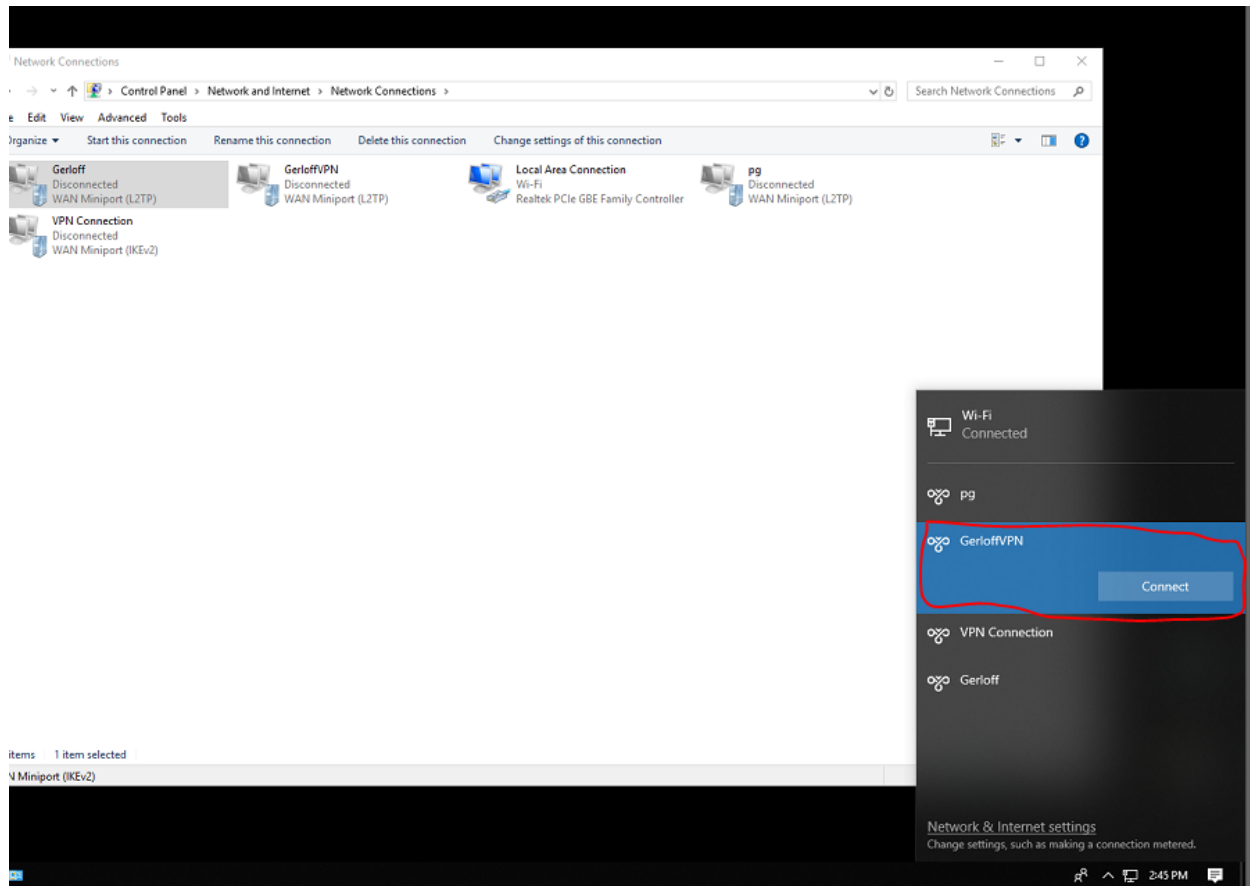 Network Connections
Control Panel > Network and Internet > Network Connections >
Search Network Connections
Edit View Advanced Tools
Organize Start this connection Rename this connection Delete this connection Change settings of this connection
Gerloff
Disconnected
WAN Miniport (L2TP)
GerloffVPN
Disconnected
WAN Miniport (L2TP)
Local Area Connection
Wi-Fi
Realtek PCIe GBE Family Controller
pg
Disconnected
WAN Miniport (L2TP)
VPN Connection
Disconnected
WAN Miniport (IKEv2)
Wi-Fi
Connected
pg
GerloffVPN
Connect
VPN Connection
Gerloff
items 1 item selected
Miniport (IKEv2)
Network & Internet settings
Change settings, such as making a connection metered.
2:45 PM